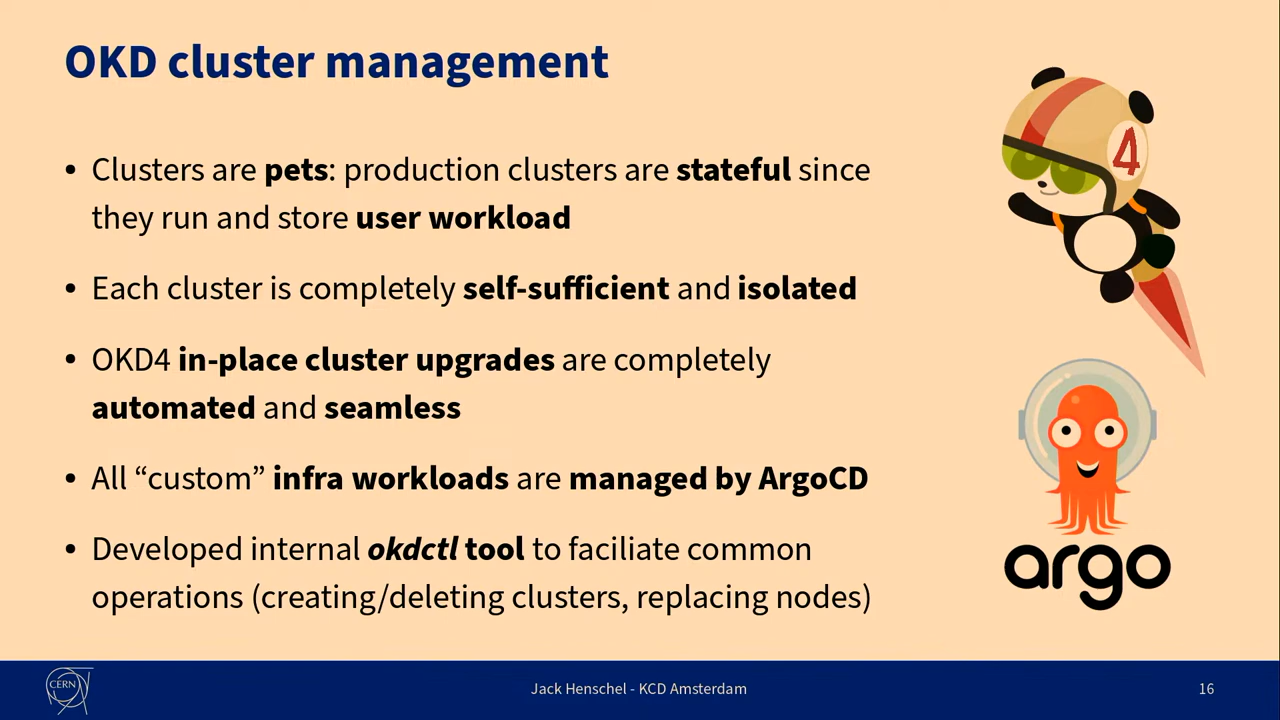 OKD cluster management
• Clusters are pets: production clusters are stateful since
they run and store user workload
• Each cluster is completely self-sufficient and isolated
• OKD4 in-place cluster upgrades are completely
automated and seamless
• All “custom” infra workloads are managed by ArgoCD
• Developed internal okdctl tool to faciliate common
operations (creating/deleting clusters, replacing nodes)
4
argo
CERN
Jack Henschel - KCD Amsterdam
16